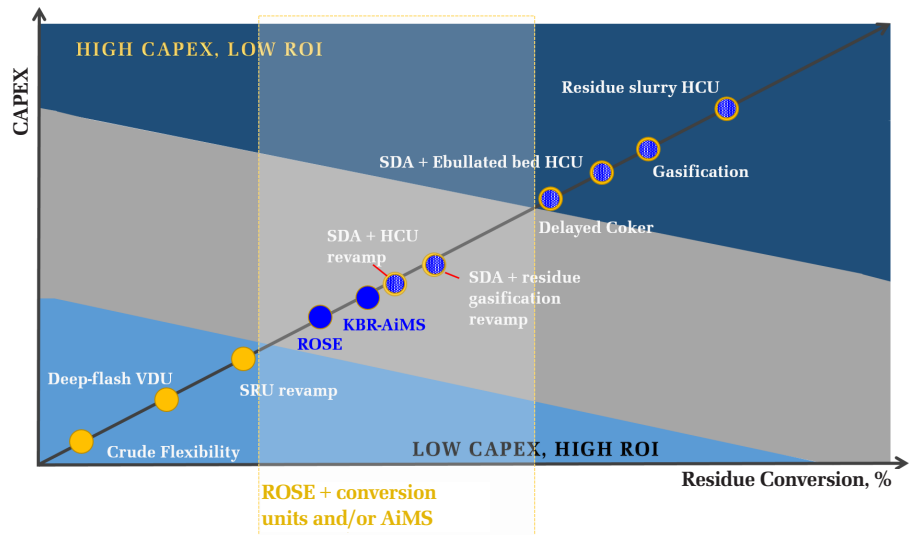 HIGH CAPEX, LOW ROI
CAPEX
Residue slurry HCU
SDA + Ebullated bed HCU
Gasification
Delayed Coker
SDA + HCU
revamp
SDA + residue
gasification
revamp
KBR-AiMS
ROSE
Deep-flash VDU
SRU revamp
Crude Flexibility
LOW CAPEX, HIGH ROI
Residue Conversion, %
ROSE + conversion
units and/or AiMS